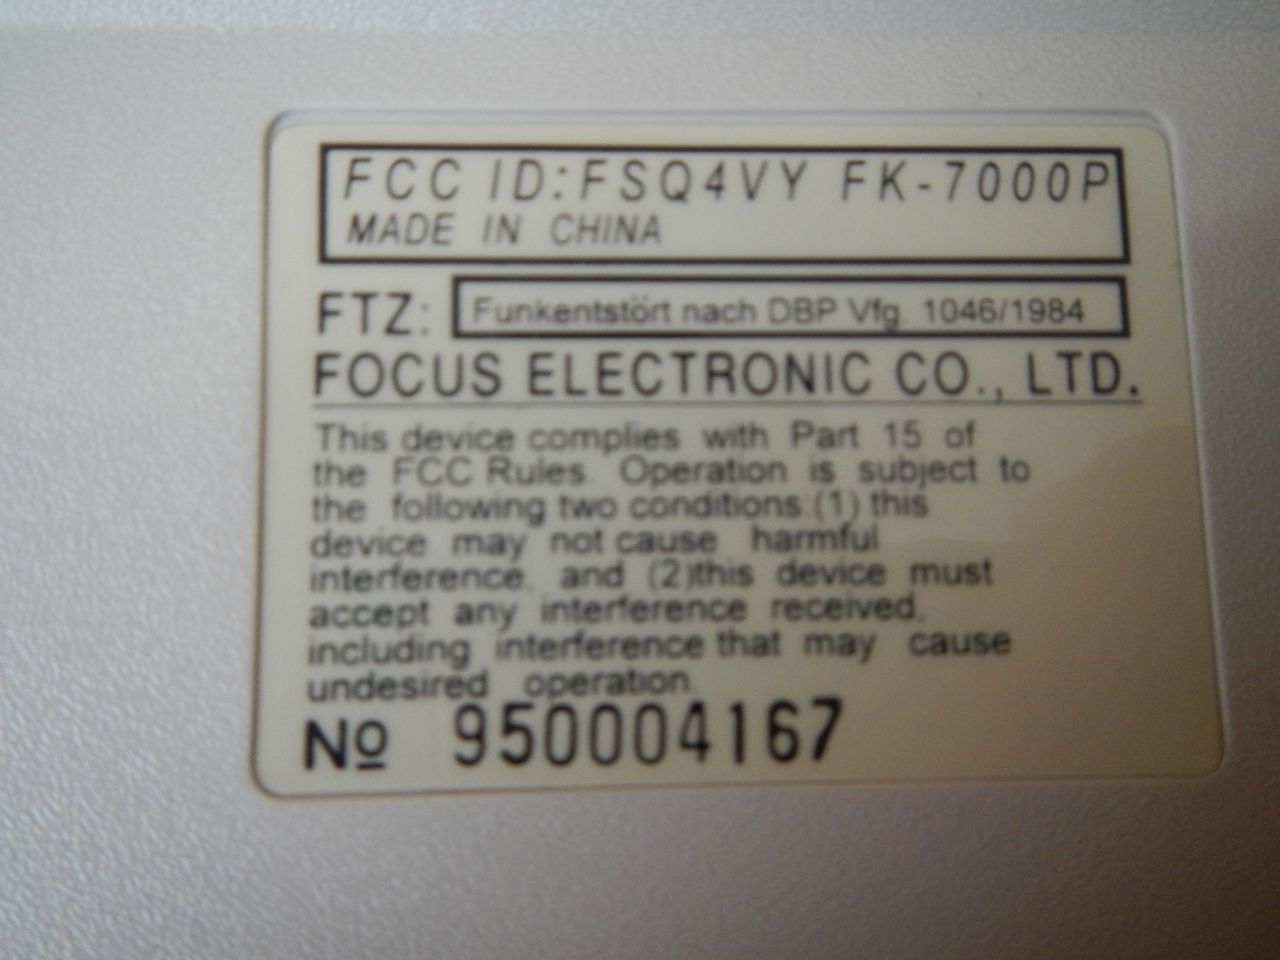 FCC ID:FSQ4VY FK-7000P
MADE IN CHINA
FTZ: Funkentstört nach DBP Vfg 1046/1984
FOCUS ELECTRONIC CO., LTD.
This device complies with Part 15 of
the FCC Rules. Operation is subject to
the following two conditions:(1) this
device may not cause harmful
interference, and (2)this device must
accept any interference received,
including interference that may cause
undesired operation.
Nº 950004167